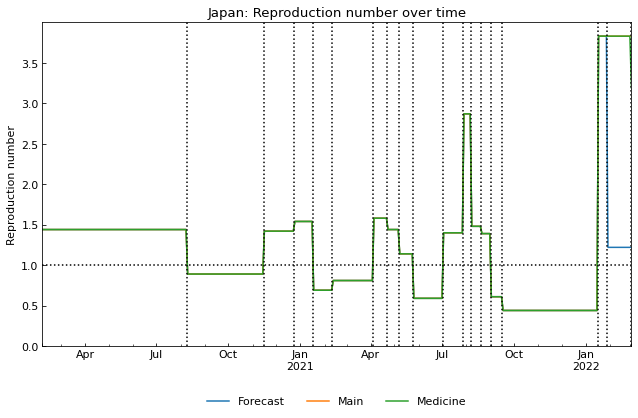 Japan: Reproduction number over time
Reproduction number
3.5
3.0
2.5
2.0
1.5
1.0
0.5
0.0
Apr Jul Oct Jan Apr Jul Oct Jan
2021 2022
Forecast Main Medicine